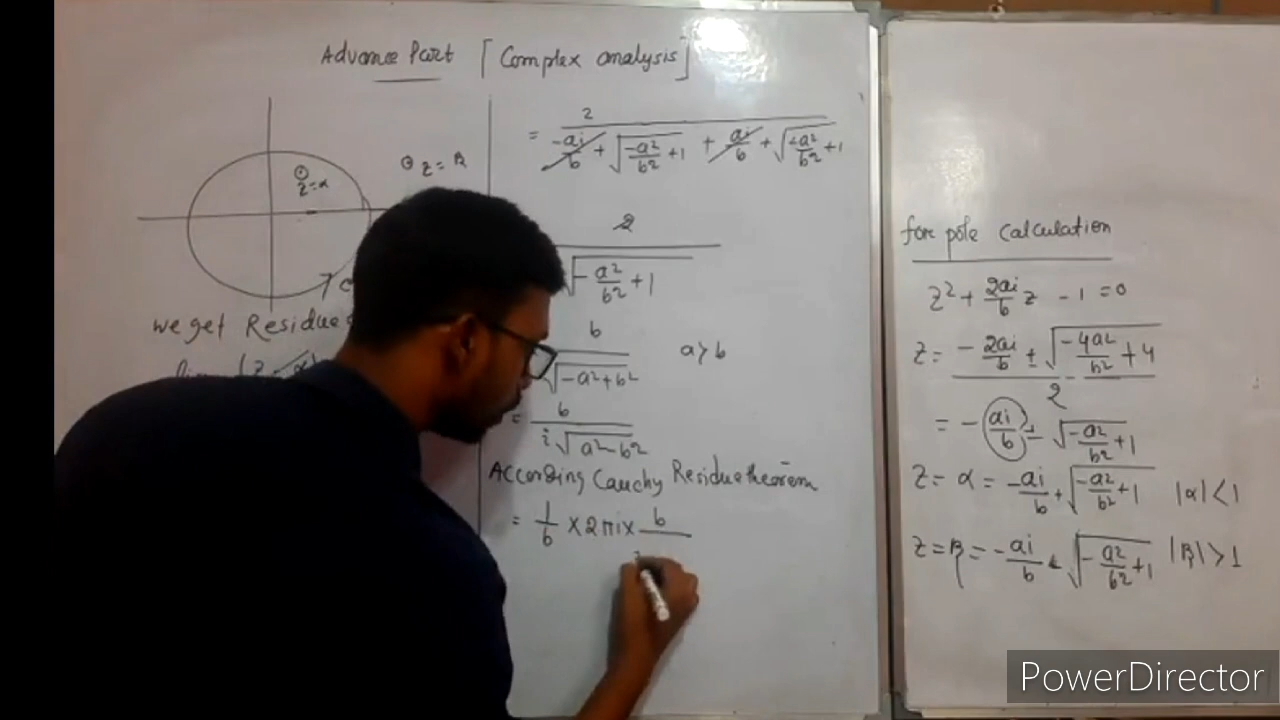 Advance Part [Complex analysis]
z=α
z=β
C
we get Residue
= 2 / (-ai/b + √(-a²/b² + 1) + ai/b + √(-a²/b² + 1))
2 / √(-a²/b² + 1)
b / √(-a²+b²) a>b
= b / i√(a²-b²)
According Cauchy Residue theorem
= 1/b × 2πi × b
for pole calculation
z² + 2ai/b z - 1 = 0
z = (-2ai/b ± √(-4a²/b² + 4)) / 2
= -ai/b ± √(-a²/b² + 1)
z = α = -ai/b + √(-a²/b² + 1) |α| < 1
z = β = -ai/b - √(-a²/b² + 1) |β| > 1
PowerDirector